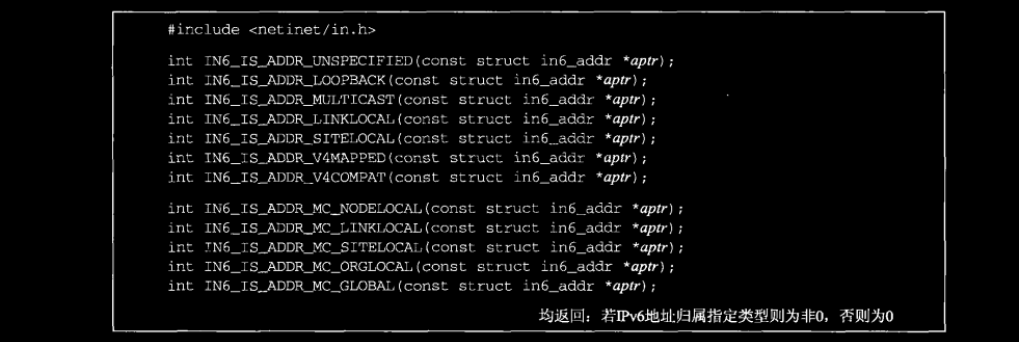 #include <netinet/in.h>
int IN6_IS_ADDR_UNSPECIFIED(const struct in6_addr *aptr);
int IN6_IS_ADDR_LOOPBACK(const struct in6_addr *aptr);
int IN6_IS_ADDR_MULTICAST(const struct in6_addr *aptr);
int IN6_IS_ADDR_LINKLOCAL(const struct in6_addr *aptr);
int IN6_IS_ADDR_SITELOCAL(const struct in6_addr *aptr);
int IN6_IS_ADDR_V4MAPPED(const struct in6_addr *aptr);
int IN6_IS_ADDR_V4COMPAT(const struct in6_addr *aptr);
int IN6_IS_ADDR_MC_NODELOCAL(const struct in6_addr *aptr);
int IN6_IS_ADDR_MC_LINKLOCAL(const struct in6_addr *aptr);
int IN6_IS_ADDR_MC_SITELOCAL(const struct in6_addr *aptr);
int IN6_IS_ADDR_MC_ORGLOCAL(const struct in6_addr *aptr);
int IN6_IS_ADDR_MC_GLOBAL(const struct in6_addr *aptr);
均返回：若IPv6地址归属指定类型则为非0，否则为0